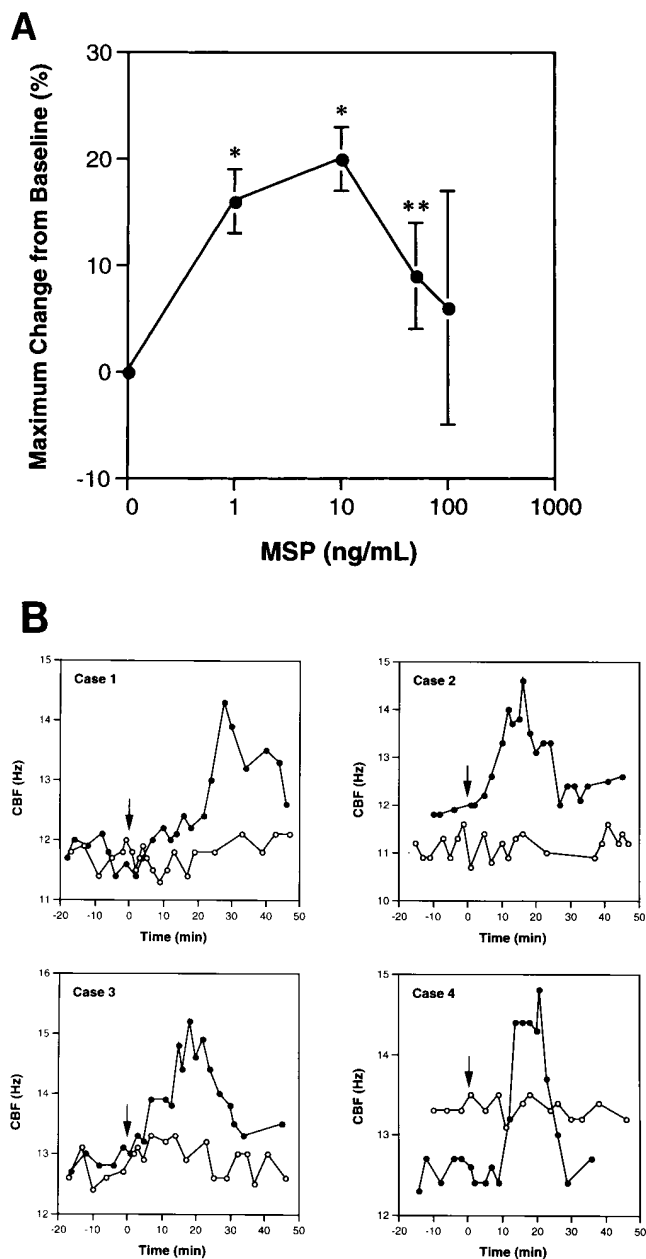 A
Maximum Change from Baseline (%)
30
20
10
0
-10
*
*
**
0 1 10 100 1000
MSP (ng/mL)
B
Case 1
CBF (Hz)
15
14
13
12
11
-20 -10 0 10 20 30 40 50
Time (min)
Case 2
CBF (Hz)
15
14
13
12
11
10
-20 -10 0 10 20 30 40 50
Time (min)
Case 3
CBF (Hz)
16
15
14
13
12
-20 -10 0 10 20 30 40 50
Time (min)
Case 4
CBF (Hz)
15
14
13
12
-20 -10 0 10 20 30 40 50
Time (min)